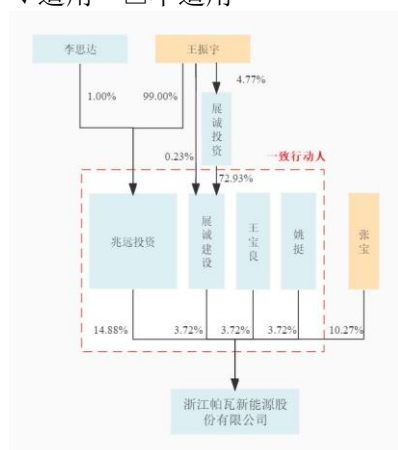 √适用 □不适用
李思达
王振宇
4.77%
1.00%
99.00%
展诚投资
0.23%
一致行动人
72.93%
兆远投资
展诚建设
王宝良
姚挺
张宝
14.88%
3.72%
3.72%
3.72%
10.27%
浙江帕瓦新能源股
份有限公司